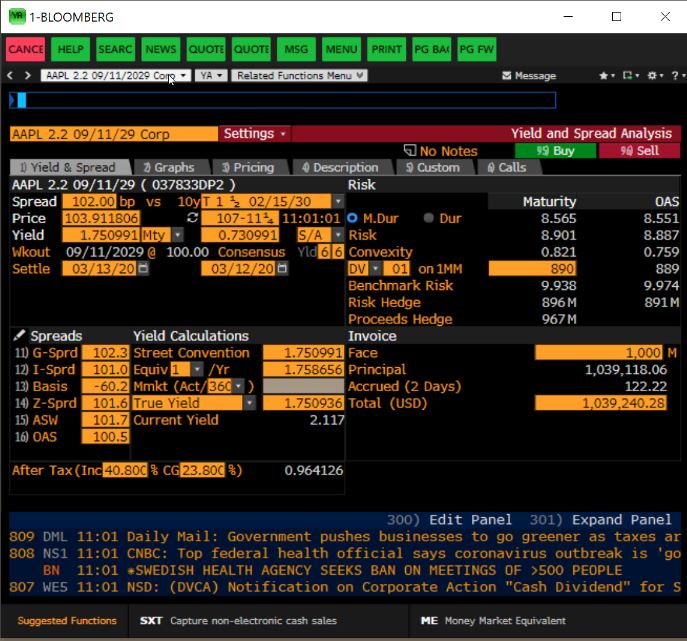 YA 1-BLOOMBERG
CANCE HELP SEARC NEWS QUOTE QUOTE MSG MENU PRINT PG BAC PG FW
AAPL 2.2 09/11/2029 Corp YA Related Functions Menu Message
AAPL 2.2 09/11/29 Corp Settings Yield and Spread Analysis
No Notes 95) Buy 96) Sell
1) Yield & Spread 2) Graphs 3) Pricing 4) Description 5) Custom 6) Calls
AAPL 2.2 09/11/29 ( 037833DP2 ) Risk
Spread 102.00 bp vs 10y T 1 ½ 02/15/30 Maturity OAS
Price 103.911806 107-11¼ 11:01:01 M.Dur Dur 8.565 8.551
Yield 1.750991 Mty 0.730991 S/A Risk 8.901 8.887
Wkout 09/11/2029 @ 100.00 Consensus Yld 6 6 Convexity 0.821 0.759
Settle 03/13/20 03/12/20 DV 01 on 1MM 890 889
Benchmark Risk 9.938 9.974
Risk Hedge 896 M 891 M
Proceeds Hedge 967 M
Spreads Yield Calculations Invoice
11) G-Sprd 102.3 Street Convention 1.750991 Face 1,000 M
12) I-Sprd 101.0 Equiv 1 /Yr 1.758656 Principal 1,039,118.06
13) Basis -60.2 Mmkt (Act/ 360 ) Accrued (2 Days) 122.22
14) Z-Sprd 101.6 True Yield 1.750936 Total (USD) 1,039,240.28
15) ASW 101.7 Current Yield 2.117
16) OAS 100.5
After Tax (Inc 40.800 % CG 23.800 %) 0.964126
300) Edit Panel 301) Expand Panel
809 DML 11:01 Daily Mail: Government pushes businesses to go greener as taxes ar
808 NS1 11:01 CNBC: Top federal health official says coronavirus outbreak is 'go
BN 11:01 *SWEDISH HEALTH AGENCY SEEKS BAN ON MEETINGS OF >500 PEOPLE
807 WE5 11:01 NSD: (DVCA) Notification on Corporate Action "Cash Dividend" for S
Suggested Functions SXT Capture non-electronic cash sales ME Money Market Equivalent